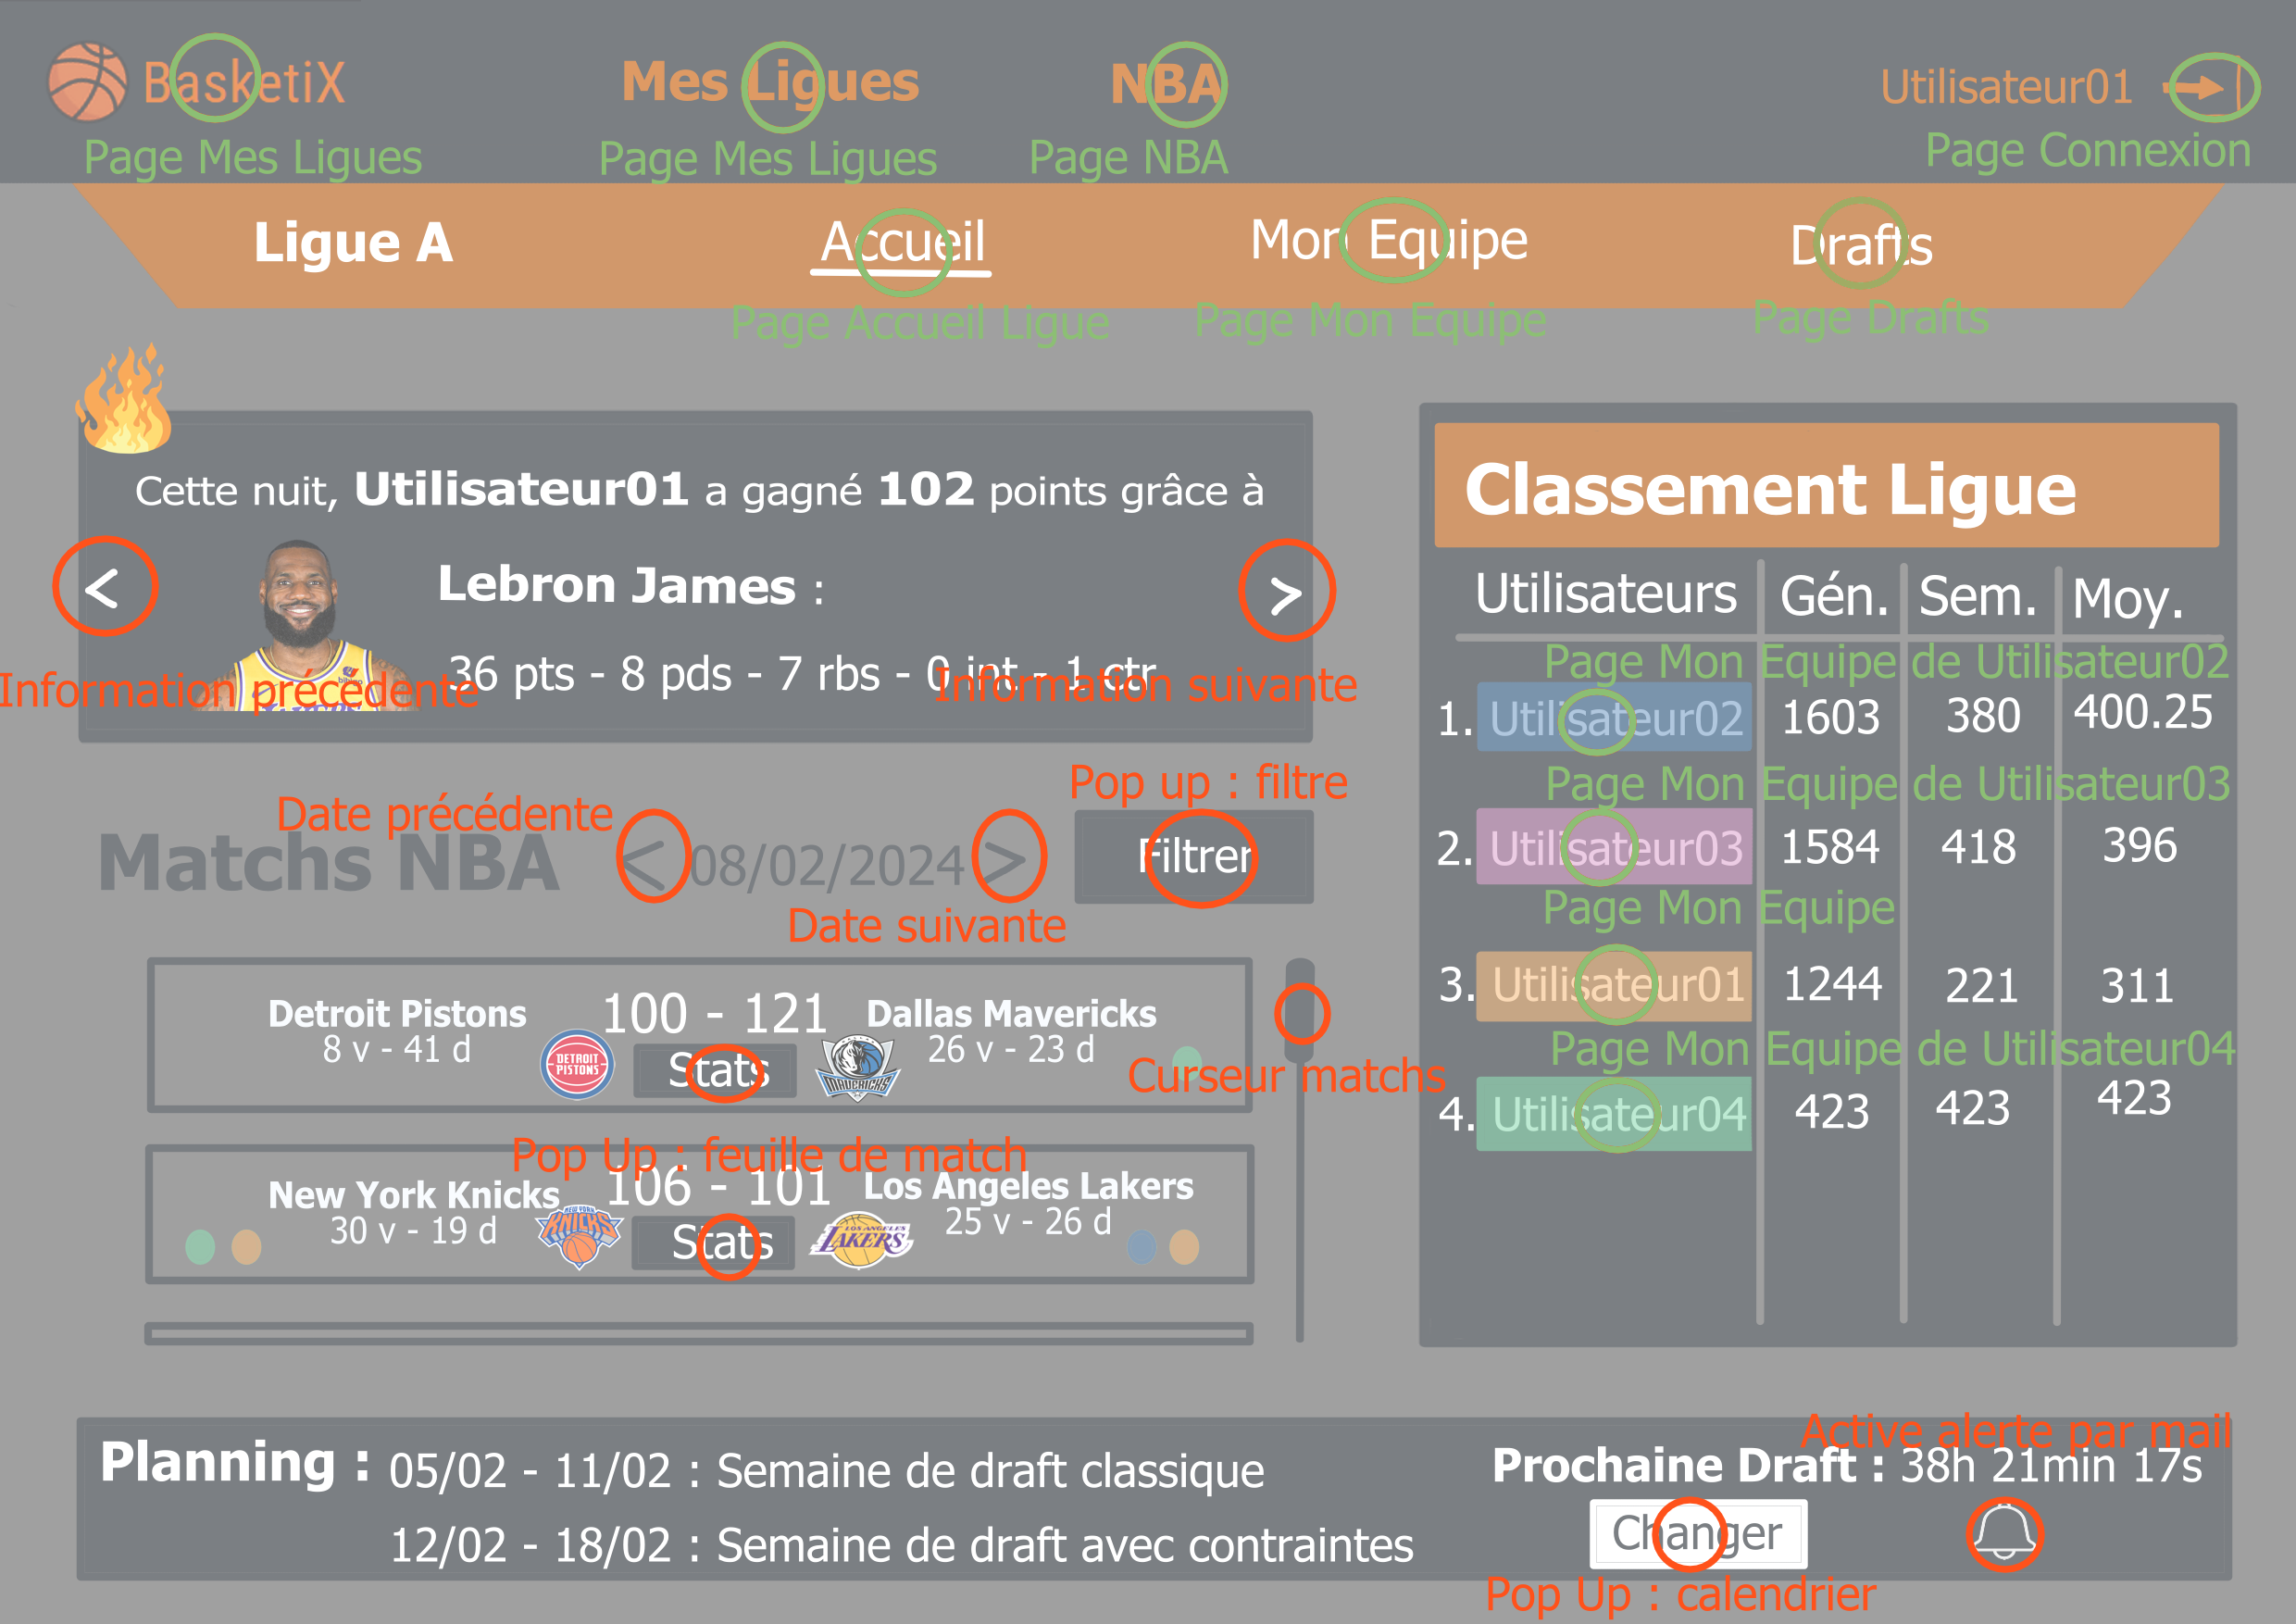 BasketiX
Mes Ligues
NBA
Utilisateur01
Page Mes Ligues
Page Mes Ligues
Page NBA
Page Connexion
Ligue A
Accueil
Mon Equipe
Drafts
Page Accueil Ligue
Page Mon Equipe
Page Drafts
Cette nuit, Utilisateur01 a gagné 102 points grâce à
<
>
Lebron James :
36 pts - 8 pds - 7 rbs - 0 int - 1 ctr
Information précédente
Information suivante
Pop up : filtre
Date précédente
Matchs NBA
< 08/02/2024 >
Filtrer
Date suivante
Detroit Pistons
100 - 121
Dallas Mavericks
8 v - 41 d
DETROIT
PISTONS
Stats
MAVERICKS
26 v - 23 d
Curseur matchs
Pop Up : feuille de match
New York Knicks
106 - 101
Los Angeles Lakers
30 v - 19 d
NEW YORK
KNICKS
Stats
LOS ANGELES
LAKERS
25 v - 26 d
Classement Ligue
Utilisateurs Gén. Sem. Moy.
Page Mon Equipe de Utilisateur02
1. Utilisateur02 1603 380 400.25
Page Mon Equipe de Utilisateur03
2. Utilisateur03 1584 418 396
Page Mon Equipe
3. Utilisateur01 1244 221 311
Page Mon Equipe de Utilisateur04
4. Utilisateur04 423 423 423
Planning : 05/02 - 11/02 : Semaine de draft classique
12/02 - 18/02 : Semaine de draft avec contraintes
Active alerte par mail
Prochaine Draft : 38h 21min 17s
Changer
Pop Up : calendrier